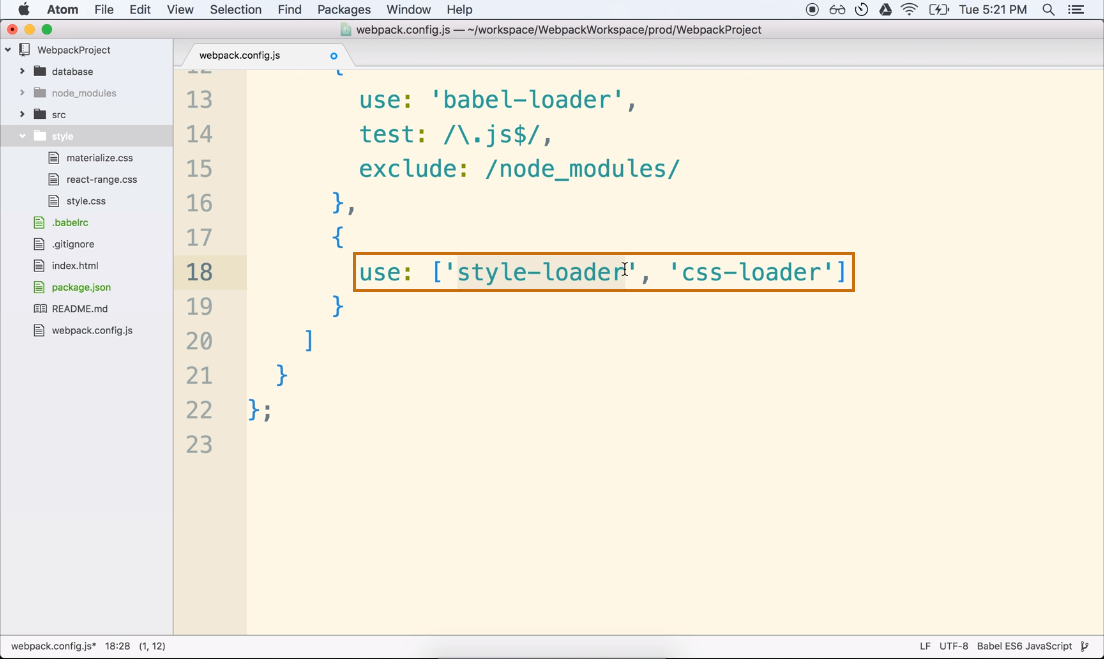 Atom File Edit View Selection Find Packages Window Help Tue 5:21 PM
webpack.config.js — ~/workspace/WebpackWorkspace/prod/WebpackProject
WebpackProject
database
node_modules
src
style
materialize.css
react-range.css
style.css
.babelrc
.gitignore
index.html
package.json
README.md
webpack.config.js
webpack.config.js
12 {
13 use: 'babel-loader',
14 test: /\.js$/,
15 exclude: /node_modules/
16 },
17 {
18 use: ['style-loader', 'css-loader']
19 }
20 ]
21 }
22 };
23
webpack.config.js* 18:28 (1, 12) LF UTF-8 Babel ES6 JavaScript